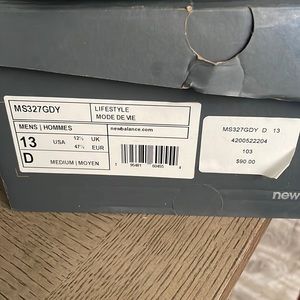 MS327GDY
LIFESTYLE
MODE DE VIE
MENS | HOMMES
newbalance.com
13 USA 12½ UK
47½ EUR
D MEDIUM | MOYEN
MS327GDY D 13
4200522204
103
$90.00
new